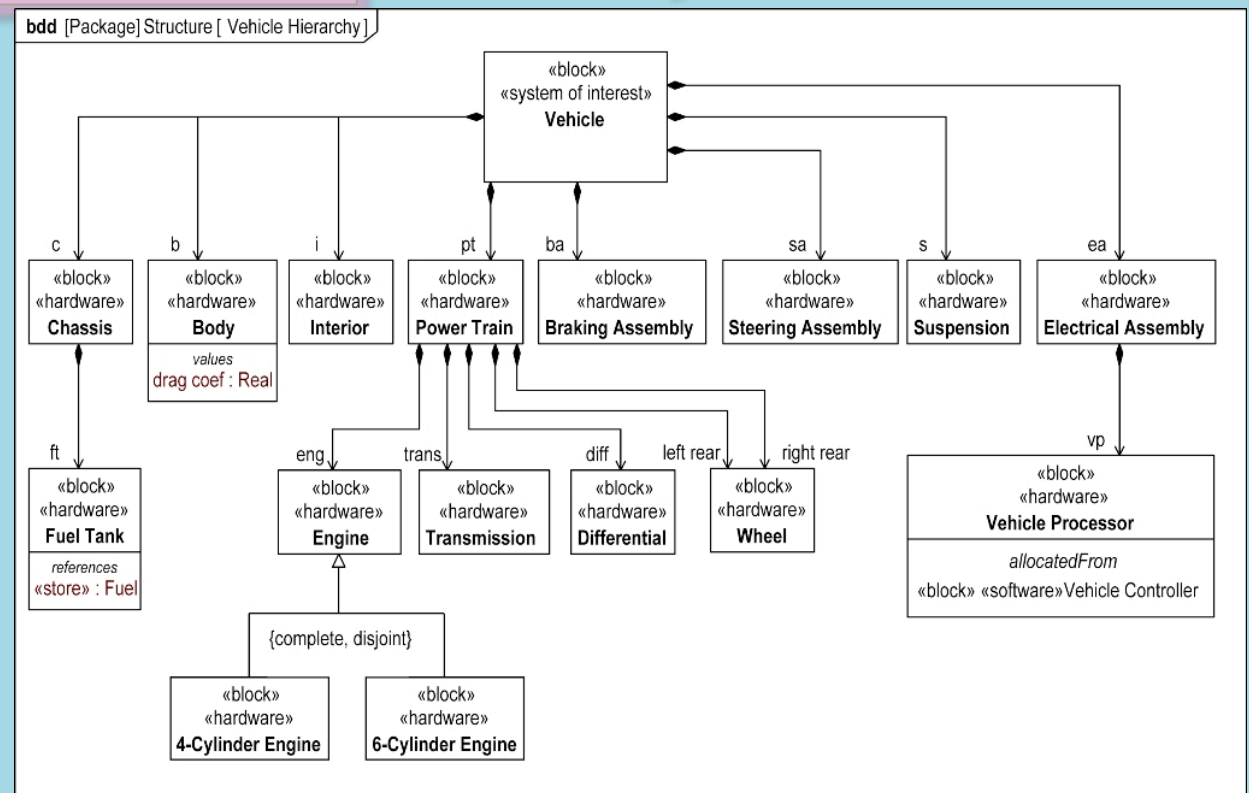 bdd [Package] Structure [ Vehicle Hierarchy ]
«block»
«system of interest»
Vehicle
c
b
i
pt
ba
sa
s
ea
«block»
«hardware»
Chassis
«block»
«hardware»
Body
values
drag coef : Real
«block»
«hardware»
Interior
«block»
«hardware»
Power Train
«block»
«hardware»
Braking Assembly
«block»
«hardware»
Steering Assembly
«block»
«hardware»
Suspension
«block»
«hardware»
Electrical Assembly
ft
eng
trans
diff
left rear
right rear
vp
«block»
«hardware»
Fuel Tank
references
«store» : Fuel
«block»
«hardware»
Engine
«block»
«hardware»
Transmission
«block»
«hardware»
Differential
«block»
«hardware»
Wheel
«block»
«hardware»
Vehicle Processor
allocatedFrom
«block» «software»Vehicle Controller
{complete, disjoint}
«block»
«hardware»
4-Cylinder Engine
«block»
«hardware»
6-Cylinder Engine